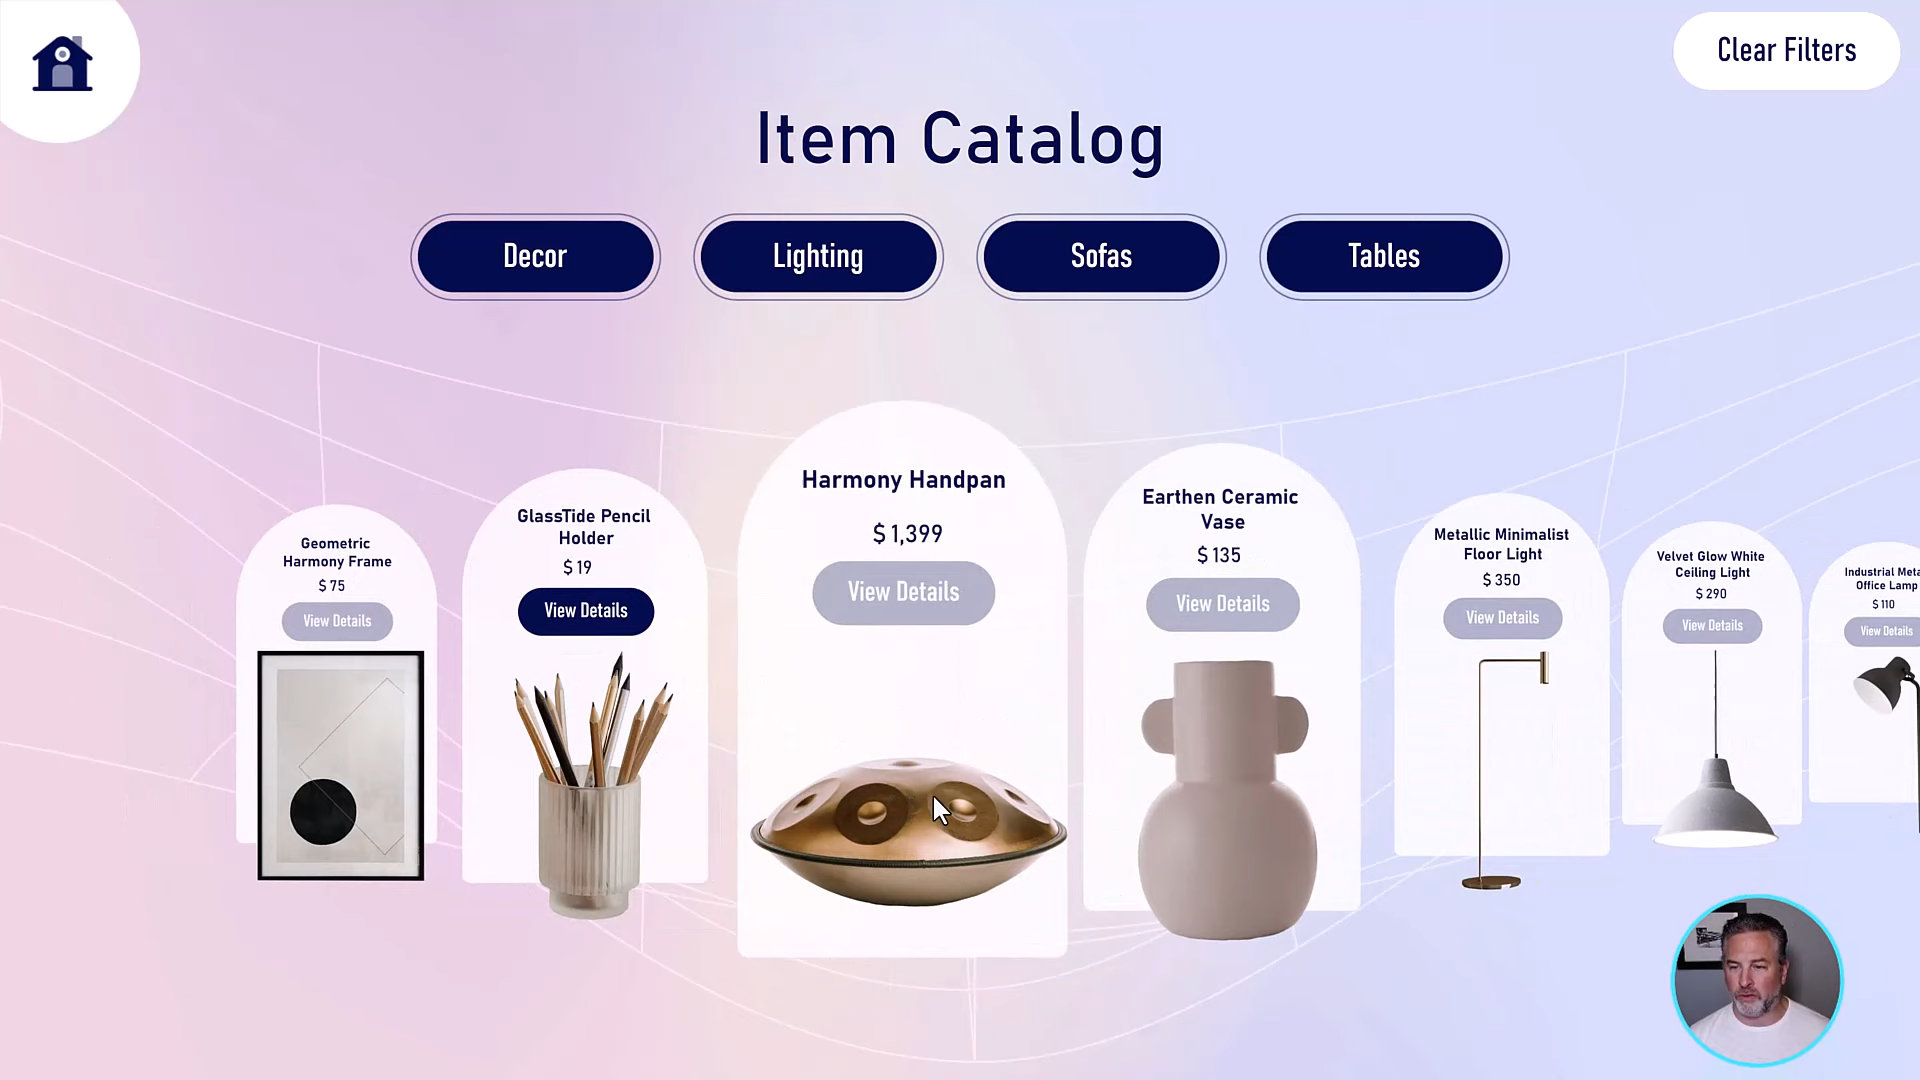 Clear Filters
Item Catalog
Decor
Lighting
Sofas
Tables
Geometric
Harmony Frame
$ 75
View Details
GlassTide Pencil
Holder
$ 19
View Details
Harmony Handpan
$ 1,399
View Details
Earthen Ceramic
Vase
$ 135
View Details
Metallic Minimalist
Floor Light
$ 350
View Details
Velvet Glow White
Ceiling Light
$ 290
View Details
Industrial
Office Lamp
$ 110
View Details